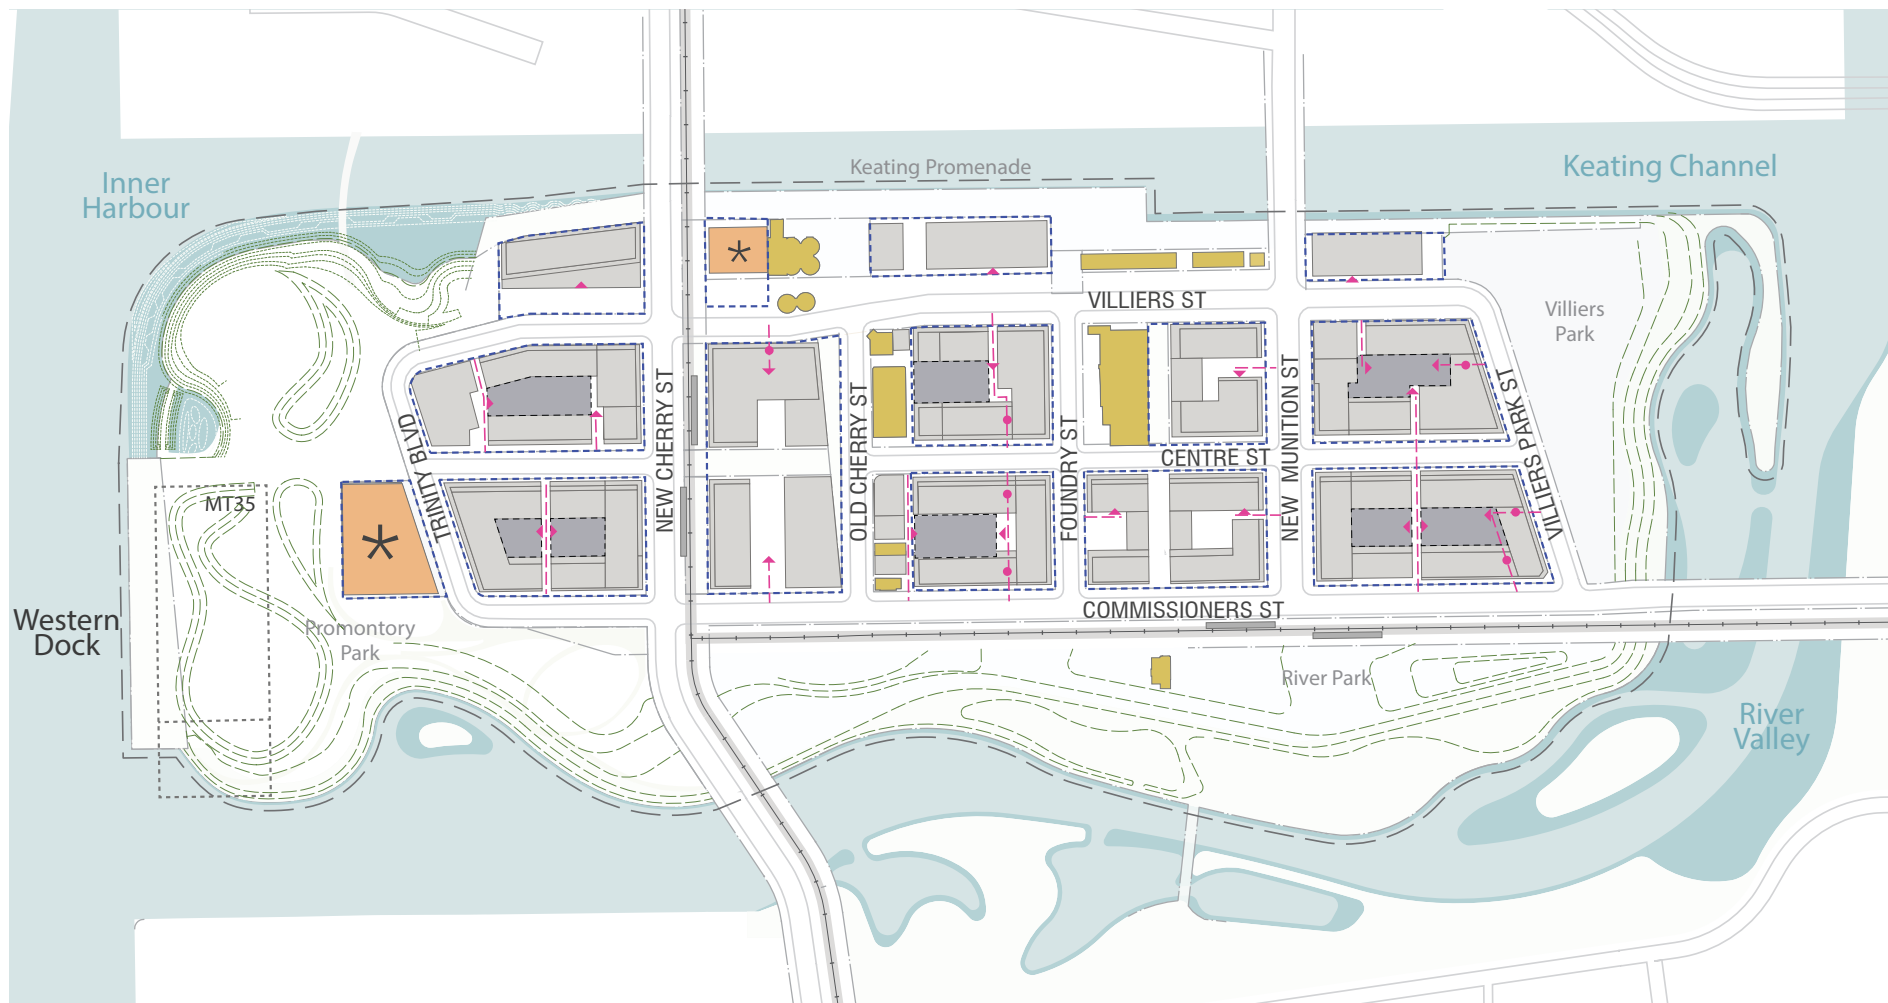 Keating Promenade
Keating Channel
Inner
Harbour
VILLIERS ST
Villiers
Park
NEW CHERRY ST
OLD CHERRY ST
FOUNDRY ST
NEW MUNITION ST
VILLIERS PARK ST
TRINITY BLVD
CENTRE ST
MT35
*
*
COMMISSIONERS ST
Western
Dock
Promontory
Park
River Park
River
Valley